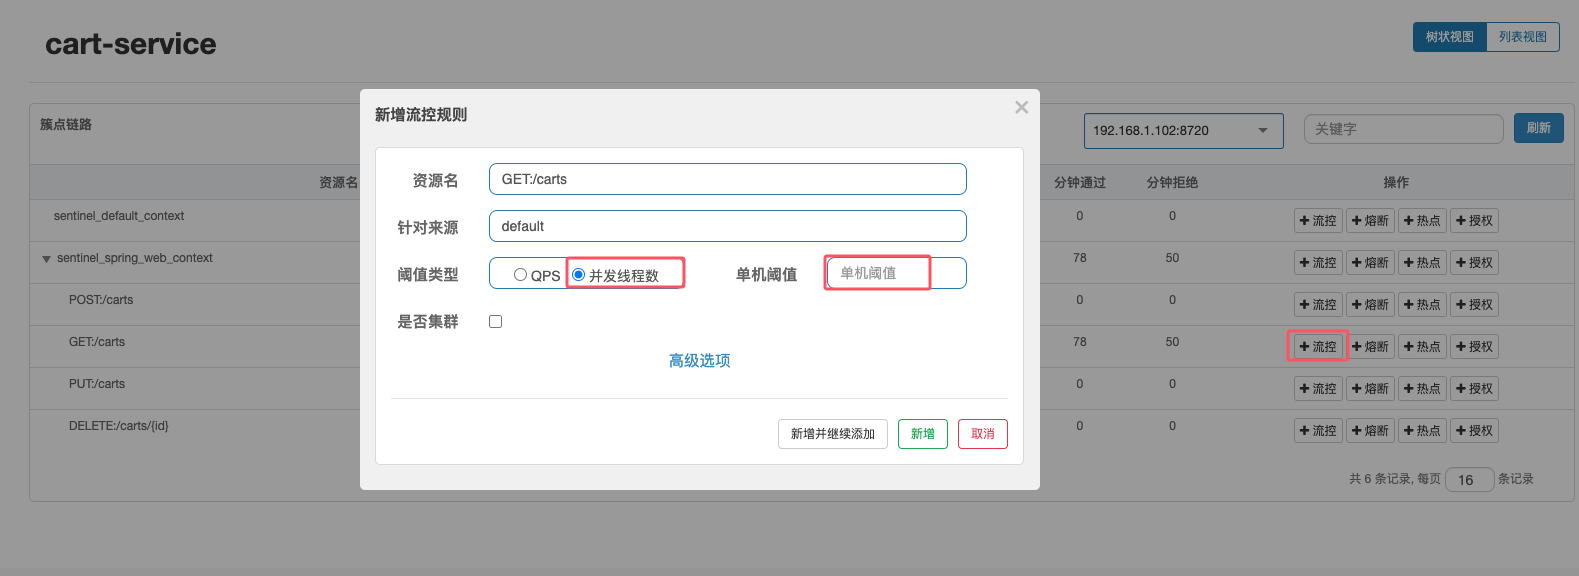 cart-service
树状视图 列表视图
簇点链路
192.168.1.102:8720 关键字 刷新
新增流控规则 ×
资源名 GET:/carts
针对来源 default
阈值类型 QPS 并发线程数 单机阈值 单机阈值
是否集群
高级选项
新增并继续添加 新增 取消
资源名 分钟通过 分钟拒绝 操作
sentinel_default_context 0 0 流控 熔断 热点 授权
sentinel_spring_web_context 78 50 流控 熔断 热点 授权
POST:/carts 0 0 流控 熔断 热点 授权
GET:/carts 78 50 流控 熔断 热点 授权
PUT:/carts 0 0 流控 熔断 热点 授权
DELETE:/carts/{id} 0 0 流控 熔断 热点 授权
共 6 条记录, 每页 16 条记录